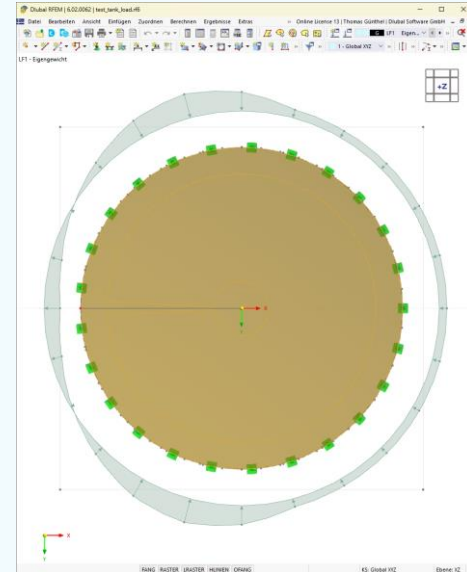 Dlubal RFEM | 6.02.0062 | test_tank_load.rf6
Datei Bearbeiten Ansicht Einfügen Zuordnen Berechnen Ergebnisse Extras Online License 13 | Thomas Günthel | Dlubal Software GmbH
G LF1 Eigen...
1 - Global XYZ
LF1 - Eigengewicht
+Z
X
Y
X
Y
FANG RASTER LRASTER HLINIEN OFANG KS: Global XYZ Ebene: XZ